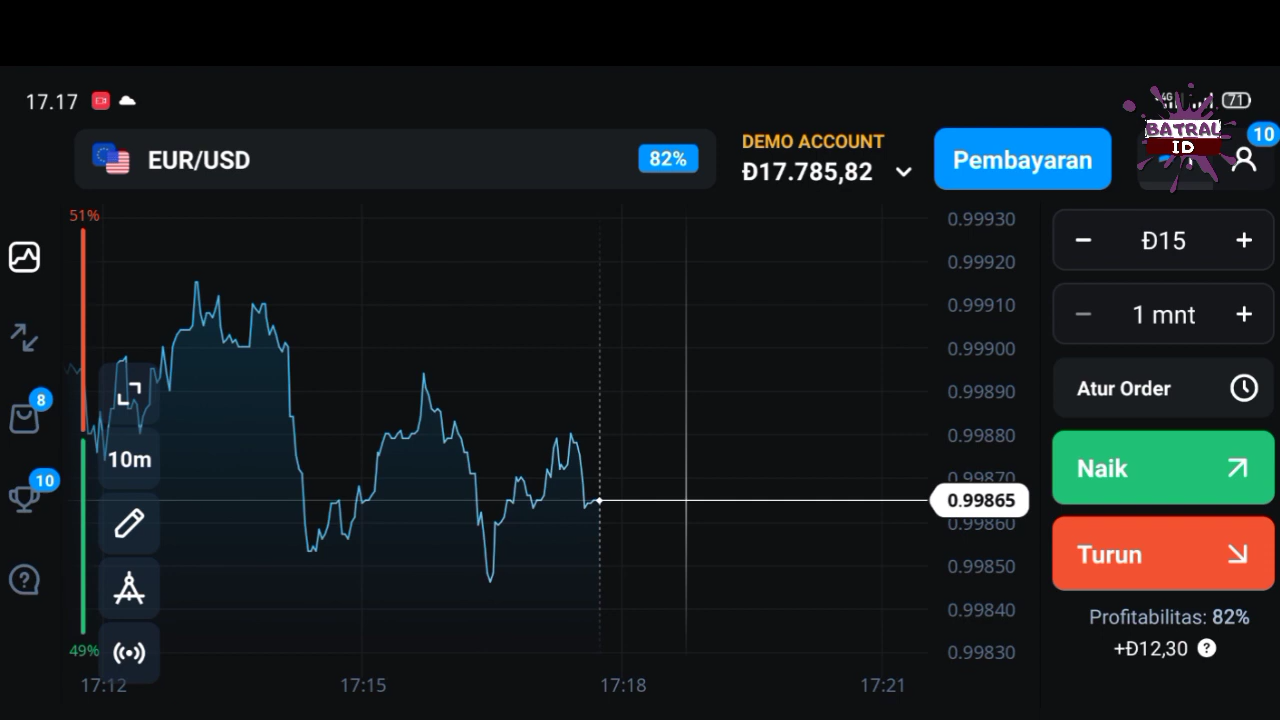 17.17
4G
71
BATRAL
ID
EUR/USD
82%
DEMO ACCOUNT
Đ17.785,82
Pembayaran
10
51%
0.99930
0.99920
0.99910
0.99900
0.99890
0.99880
0.99870
0.99865
0.99860
0.99850
0.99840
0.99830
8
10
10m
49%
17:12
17:15
17:18
17:21
Đ15
1 mnt
Atur Order
Naik
Turun
Profitabilitas: 82%
+Đ12,30